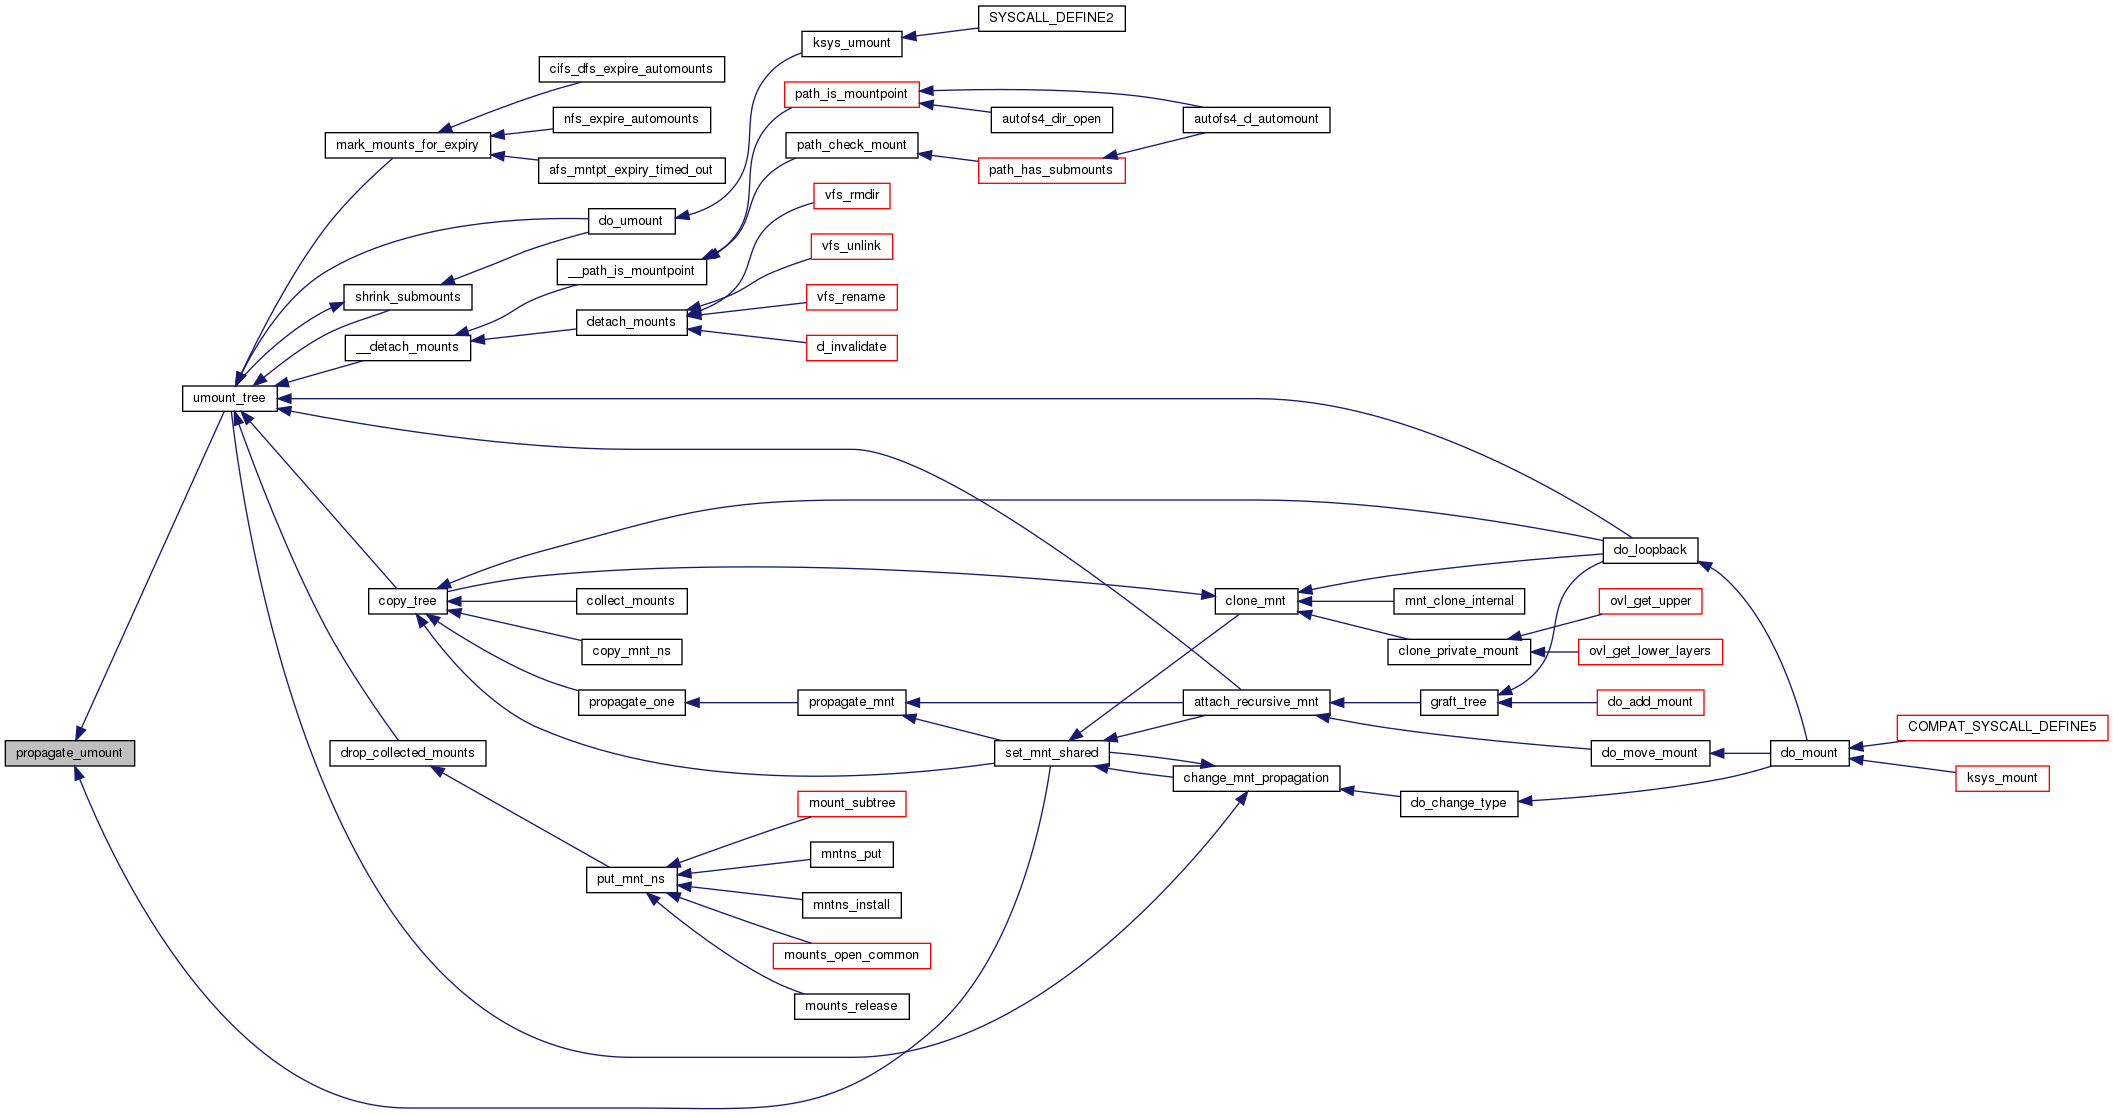 SYSCALL_DEFINE2
ksys_umount
cifs_dfs_expire_automounts
path_is_mountpoint
nfs_expire_automounts
autofs4_dir_open
autofs4_d_automount
mark_mounts_for_expiry
path_check_mount
afs_mntpt_expiry_timed_out
path_has_submounts
vfs_rmdir
do_umount
vfs_unlink
__path_is_mountpoint
shrink_submounts
vfs_rename
detach_mounts
__detach_mounts
d_invalidate
umount_tree
do_loopback
copy_tree
collect_mounts
clone_mnt
mnt_clone_internal
ovl_get_upper
copy_mnt_ns
clone_private_mount
ovl_get_lower_layers
propagate_one
propagate_mnt
attach_recursive_mnt
graft_tree
do_add_mount
COMPAT_SYSCALL_DEFINE5
propagate_umount
drop_collected_mounts
set_mnt_shared
do_move_mount
do_mount
change_mnt_propagation
ksys_mount
mount_subtree
do_change_type
mntns_put
put_mnt_ns
mntns_install
mounts_open_common
mounts_release